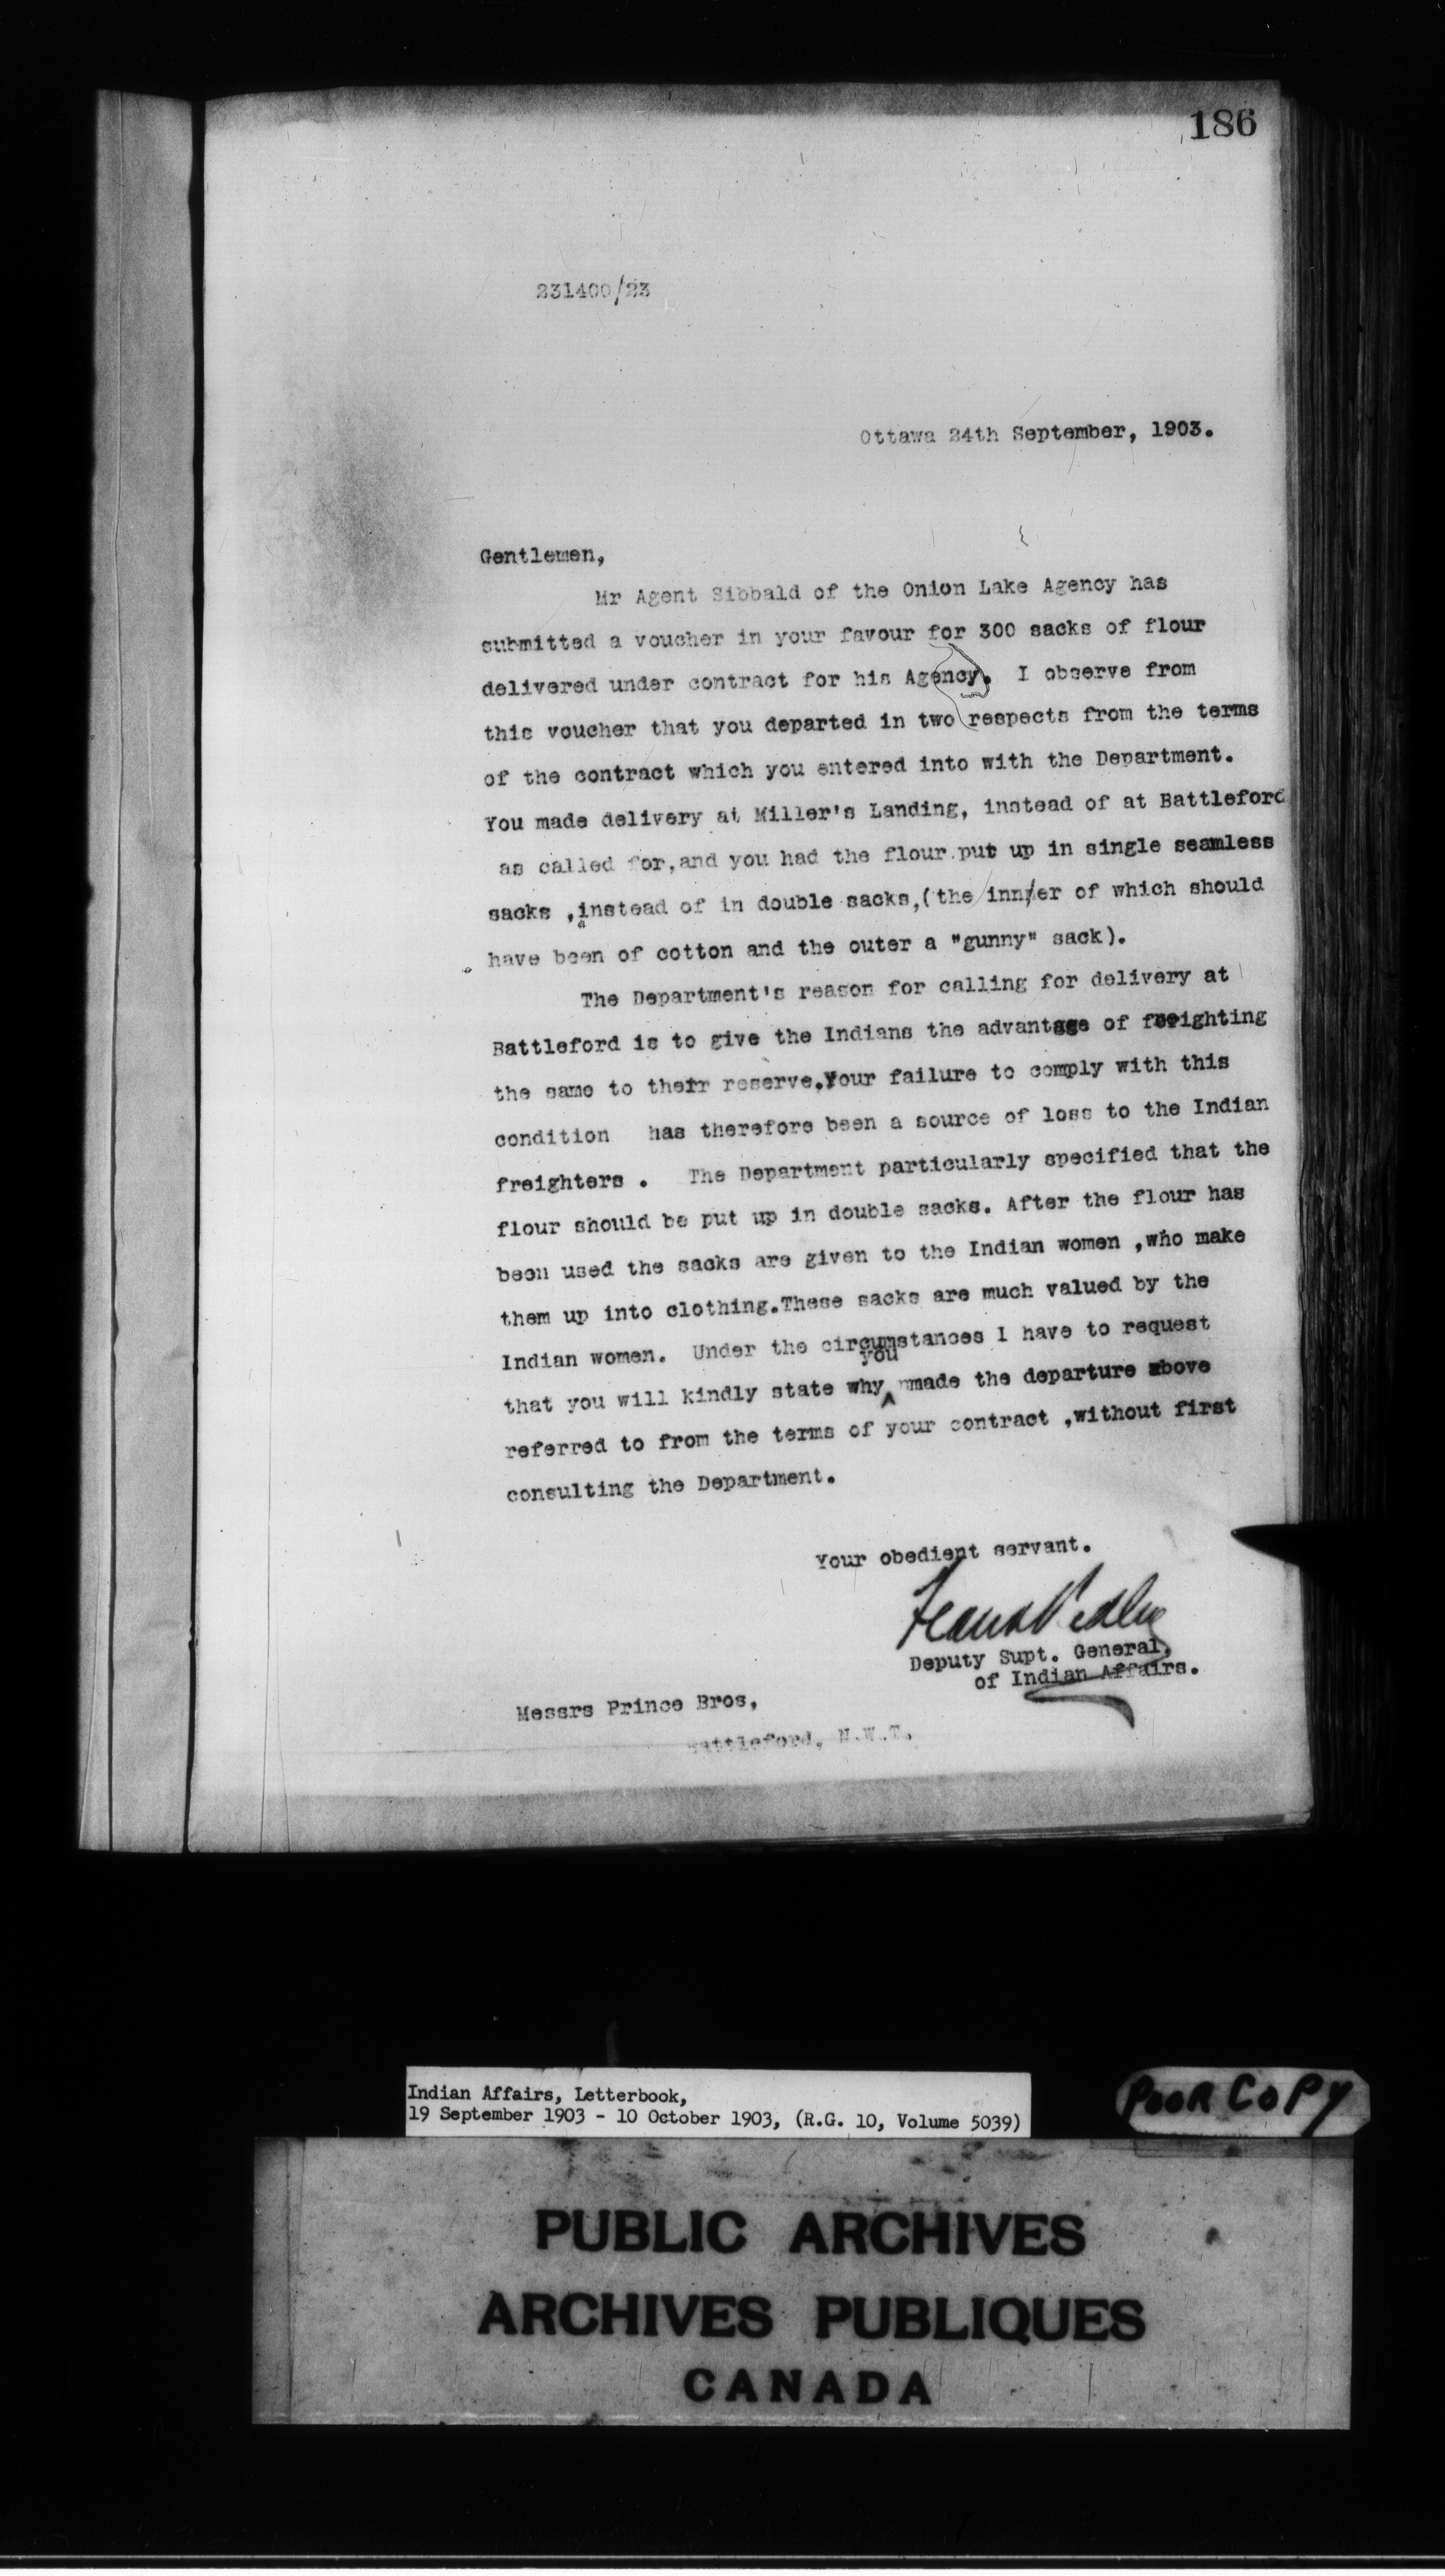 186
231400/23
Ottawa 24th September, 1903.
Gentlemen,
Mr Agent Sibbald of the Onion Lake Agency has
submitted a voucher in your favour for 300 sacks of flour
delivered under contract for his Agency. I observe from
this voucher that you departed in two respects from the terms
of the contract which you entered into with the Department.
You made delivery at Miller's Landing, instead of at Battleford
as called for,and you had the flour put up in single seamless
sacks ,instead of in double sacks,(the inn/er of which should
have been of cotton and the outer a "gunny" sack).
The Department's reason for calling for delivery at
Battleford is to give the Indians the advantage of freighting
the same to their reserve.Your failure to comply with this
condition has therefore been a source of loss to the Indian
freighters . The Department particularly specified that the
flour should be put up in double sacks. After the flour has
been used the sacks are given to the Indian women ,who make
them up into clothing.These sacks are much valued by the
Indian women. Under the circumstances I have to request
that you will kindly state why you made the departure above
referred to from the terms of your contract ,without first
consulting the Department.
Your obedient servant.
Frank Pedley
Deputy Supt. General,
of Indian Affairs.
Messrs Prince Bros,
Battleford, N.W.T.
Indian Affairs, Letterbook,
19 September 1903 - 10 October 1903, (R.G. 10, Volume 5039)
POOR COPY
PUBLIC ARCHIVES
ARCHIVES PUBLIQUES
CANADA